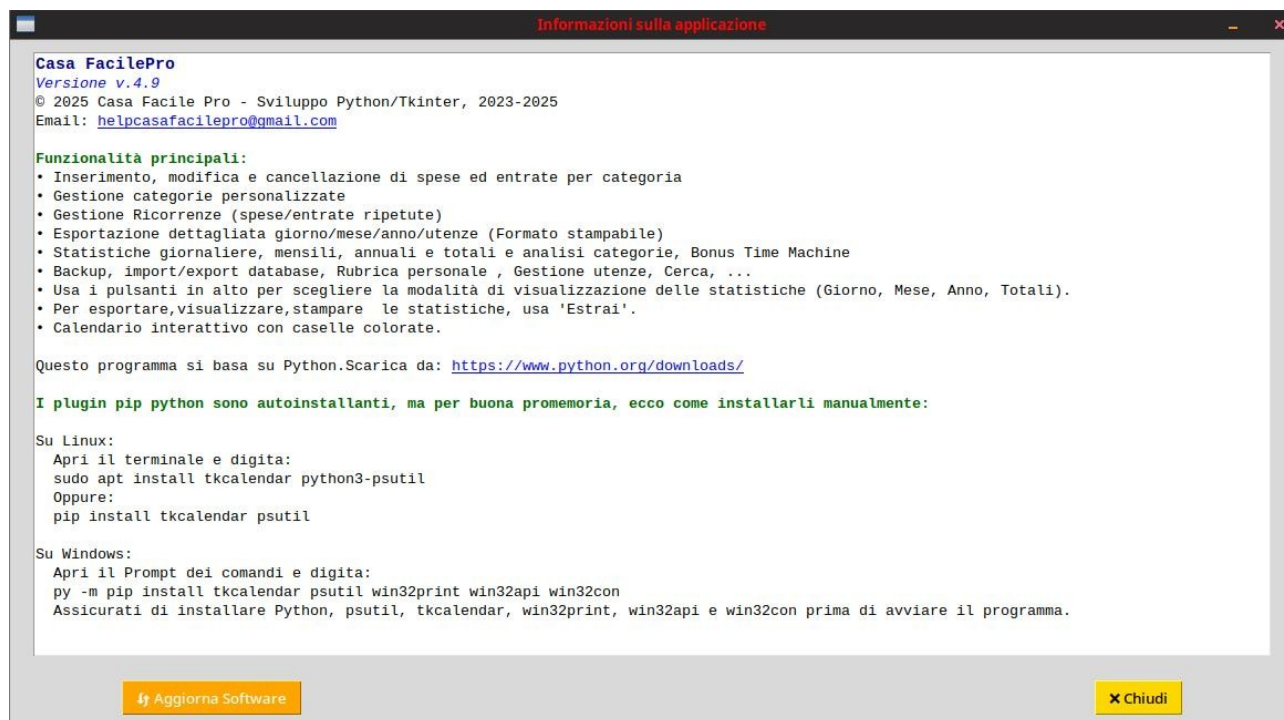 Informazioni sulla applicazione
Casa FacilePro
Versione v.4.9
© 2025 Casa Facile Pro - Sviluppo Python/Tkinter, 2023-2025
Email: helpcasafacilepro@gmail.com
Funzionalità principali:
• Inserimento, modifica e cancellazione di spese ed entrate per categoria
• Gestione categorie personalizzate
• Gestione Ricorrenze (spese/entrate ripetute)
• Esportazione dettagliata giorno/mese/anno/utenze (Formato stampabile)
• Statistiche giornaliere, mensili, annuali e totali e analisi categorie, Bonus Time Machine
• Backup, import/export database, Rubrica personale , Gestione utenze, Cerca, ...
• Usa i pulsanti in alto per scegliere la modalità di visualizzazione delle statistiche (Giorno, Mese, Anno, Totali).
• Per esportare,visualizzare,stampare  le statistiche, usa 'Estrai'.
• Calendario interattivo con caselle colorate.
Questo programma si basa su Python.Scarica da: https://www.python.org/downloads/
I plugin pip python sono autoinstallanti, ma per buona promemoria, ecco come installarli manualmente:
Su Linux:
Apri il terminale e digita:
sudo apt install tkcalendar python3-psutil
Oppure:
pip install tkcalendar psutil
Su Windows:
Apri il Prompt dei comandi e digita:
py -m pip install tkcalendar psutil win32print win32api win32con
Assicurati di installare Python, psutil, tkcalendar, win32print, win32api e win32con prima di avviare il programma.
Aggiorna Software
Chiudi